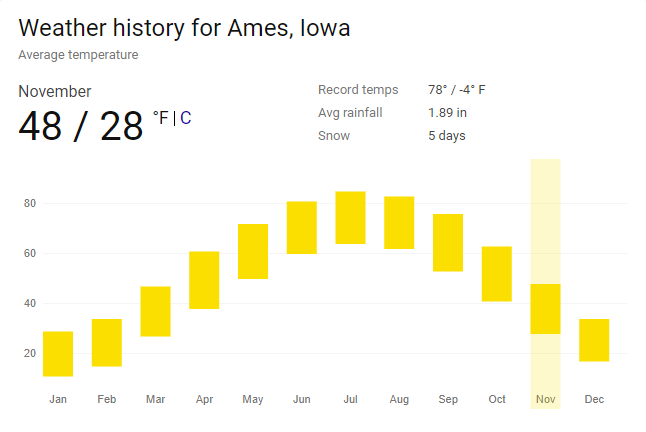 Weather history for Ames, Iowa
Average temperature
November
48 / 28 °F | C
Record temps 78° / -4° F
Avg rainfall 1.89 in
Snow 5 days
80
60
40
20
Jan Feb Mar Apr May Jun Jul Aug Sep Oct Nov Dec